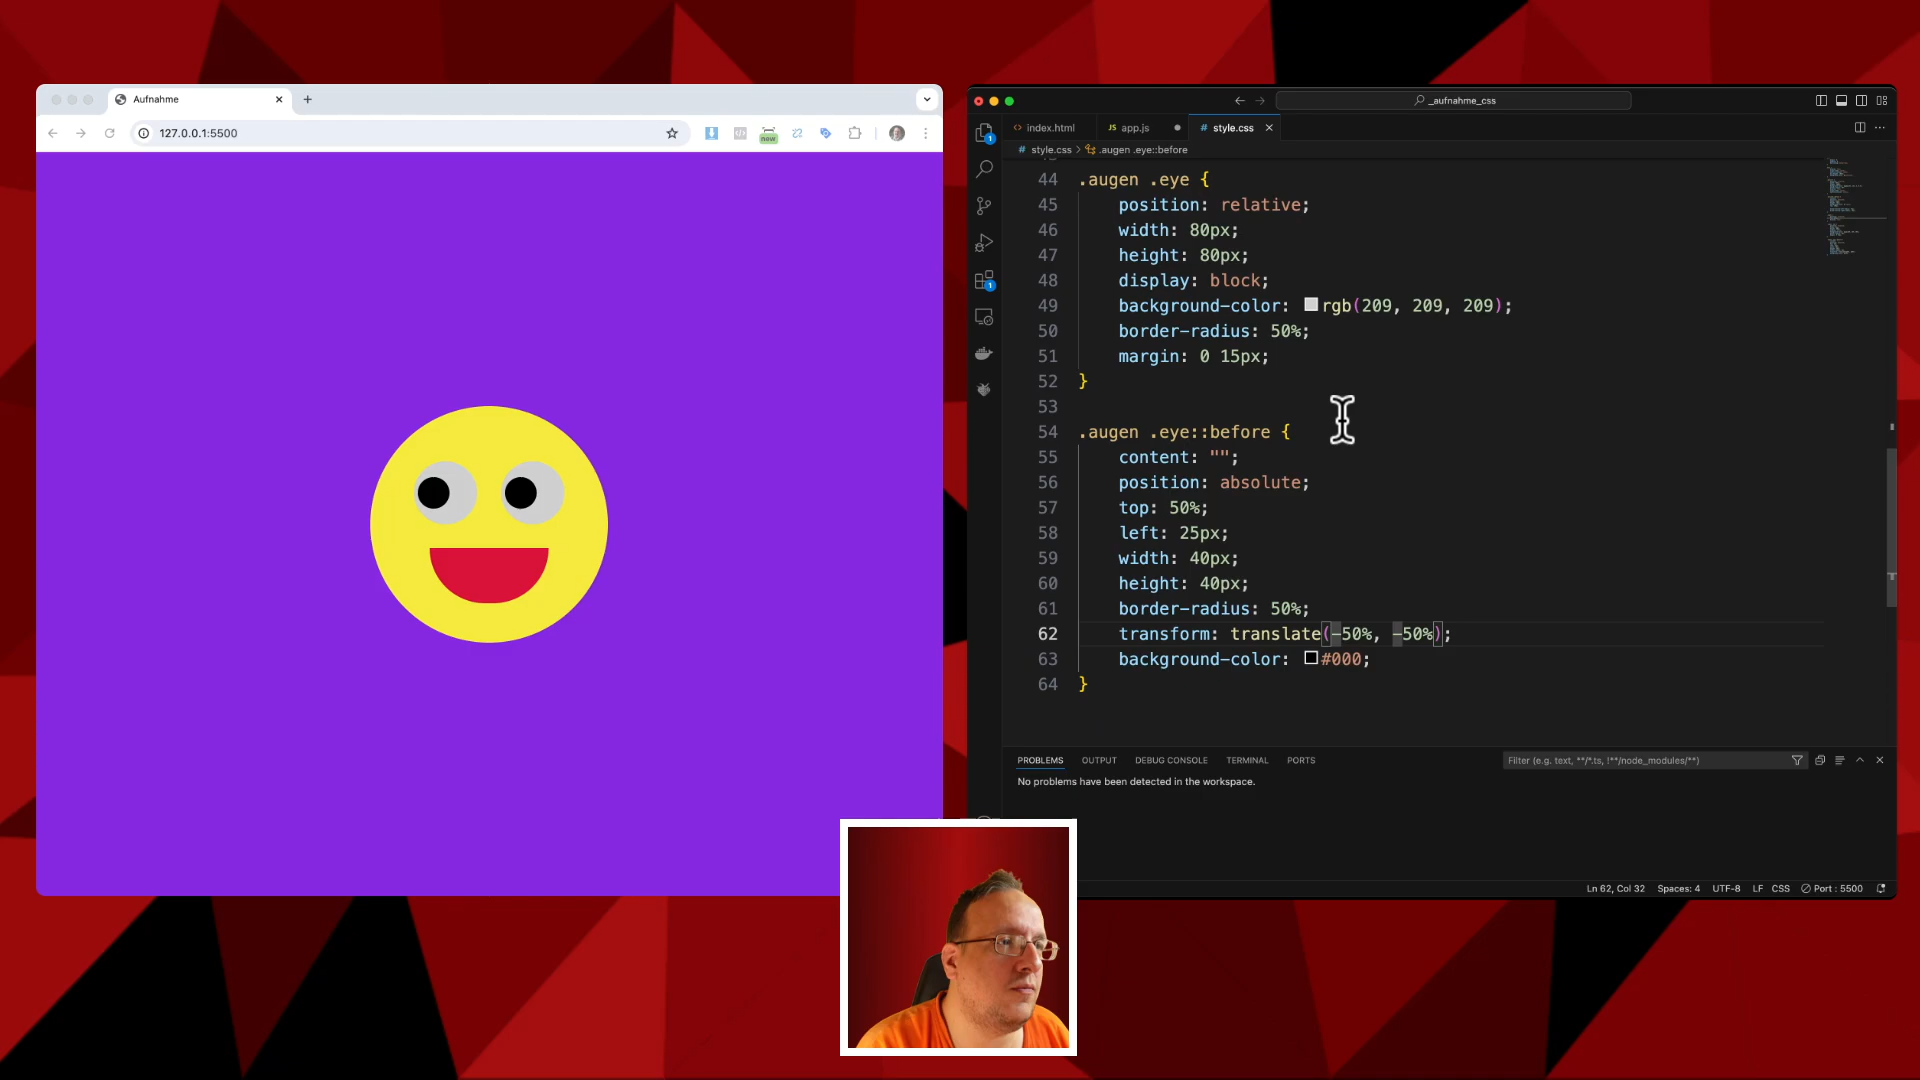 Aufnahme
127.0.0.1:5500
new
_aufnahme_css
index.html
app.js
style.css
style.css > .augen .eye::before
44 .augen .eye {
45 position: relative;
46 width: 80px;
47 height: 80px;
48 display: block;
49 background-color: rgb(209, 209, 209);
50 border-radius: 50%;
51 margin: 0 15px;
52 }
53
54 .augen .eye::before {
55 content: "";
56 position: absolute;
57 top: 50%;
58 left: 25px;
59 width: 40px;
60 height: 40px;
61 border-radius: 50%;
62 transform: translate(-50%, -50%);
63 background-color: #000;
64 }
PROBLEMS OUTPUT DEBUG CONSOLE TERMINAL PORTS
Filter (e.g. text, **/*.ts, !**/node_modules/**)
No problems have been detected in the workspace.
Ln 62, Col 32 Spaces: 4 UTF-8 LF CSS Port : 5500